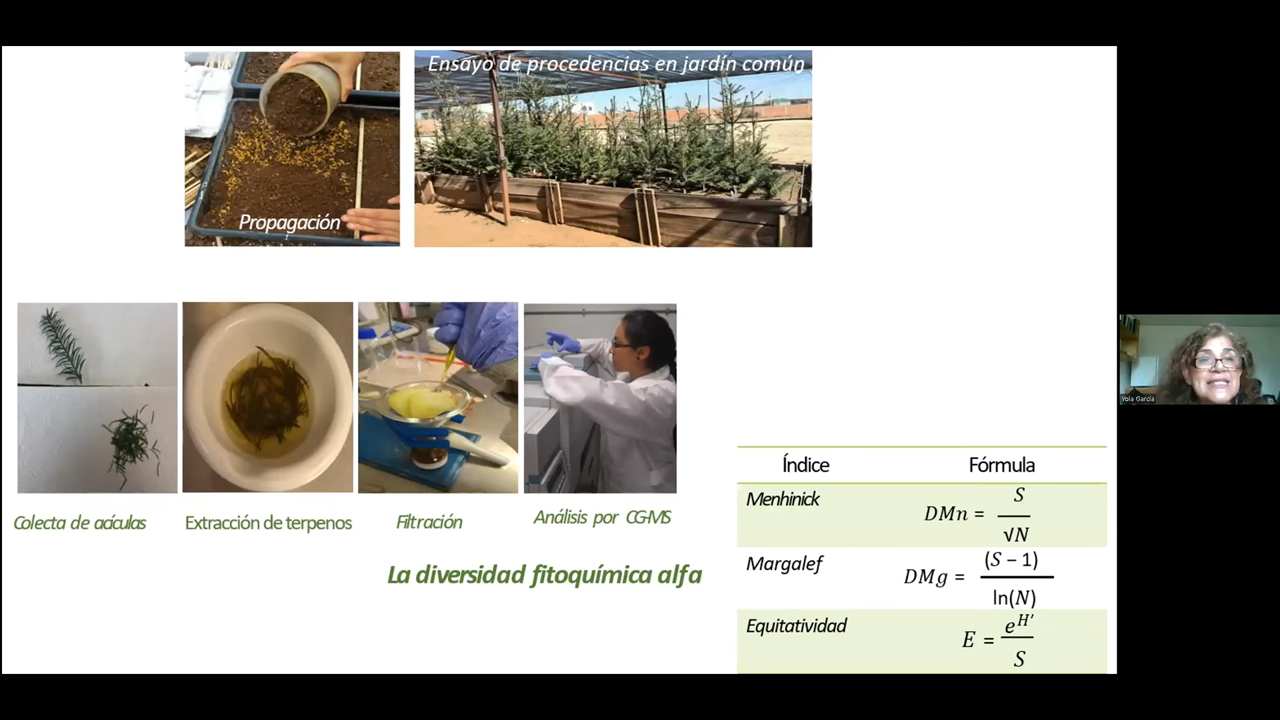 Ensayo de procedencias en jardín común
Propagación
Colecta de acículas
Extracción de terpenos
Filtración
Análisis por CG-MS
La diversidad fitoquímica alfa
Índice Fórmula
Menhinick DMn = S / √N
Margalef DMg = (S − 1) / ln(N)
Equitatividad E = e^H′ / S
Yola García